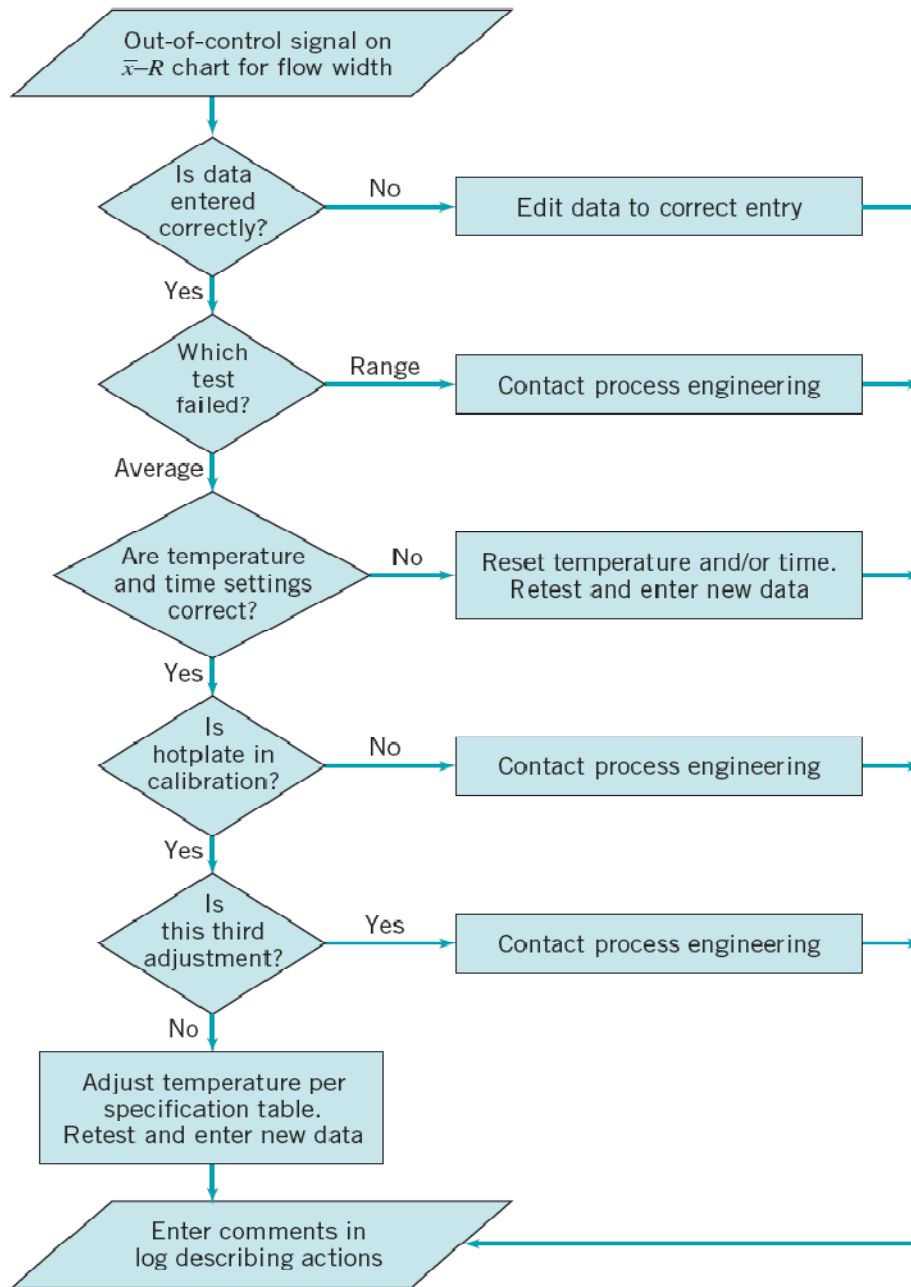 Out-of-control signal on
x̅–R chart for flow width
Is data
entered
correctly?
No
Edit data to correct entry
Yes
Which
test
failed?
Range
Contact process engineering
Average
Are temperature
and time settings
correct?
No
Reset temperature and/or time.
Retest and enter new data
Yes
Is
hotplate in
calibration?
No
Contact process engineering
Yes
Is
this third
adjustment?
Yes
Contact process engineering
No
Adjust temperature per
specification table.
Retest and enter new data
Enter comments in
log describing actions